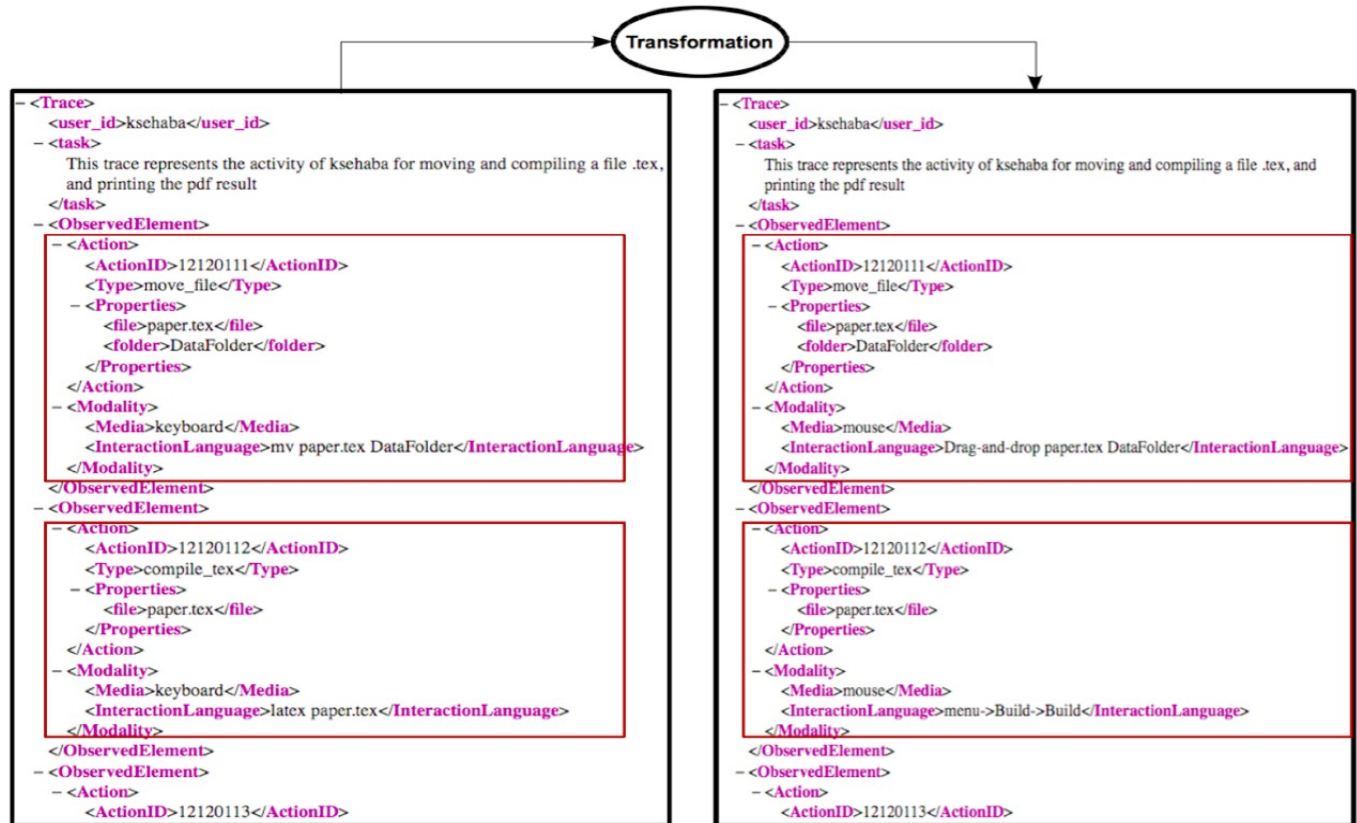 Transformation
– <Trace>
<user_id>ksehaba</user_id>
– <task>
This trace represents the activity of ksehaba for moving and compiling a file .tex,
and printing the pdf result
</task>
– <ObservedElement>
– <Action>
<ActionID>12120111</ActionID>
<Type>move_file</Type>
– <Properties>
<file>paper.tex</file>
<folder>DataFolder</folder>
</Properties>
</Action>
– <Modality>
<Media>keyboard</Media>
<InteractionLanguage>mv paper.tex DataFolder</InteractionLanguage>
</Modality>
</ObservedElement>
– <ObservedElement>
– <Action>
<ActionID>12120112</ActionID>
<Type>compile_tex</Type>
– <Properties>
<file>paper.tex</file>
</Properties>
</Action>
– <Modality>
<Media>keyboard</Media>
<InteractionLanguage>latex paper.tex</InteractionLanguage>
</Modality>
</ObservedElement>
– <ObservedElement>
– <Action>
<ActionID>12120113</ActionID>
– <Trace>
<user_id>ksehaba</user_id>
– <task>
This trace represents the activity of ksehaba for moving and compiling a file .tex, and
printing the pdf result
</task>
– <ObservedElement>
– <Action>
<ActionID>12120111</ActionID>
<Type>move_file</Type>
– <Properties>
<file>paper.tex</file>
<folder>DataFolder</folder>
</Properties>
</Action>
– <Modality>
<Media>mouse</Media>
<InteractionLanguage>Drag-and-drop paper.tex DataFolder</InteractionLanguage>
</Modality>
</ObservedElement>
– <ObservedElement>
– <Action>
<ActionID>12120112</ActionID>
<Type>compile_tex</Type>
– <Properties>
<file>paper.tex</file>
</Properties>
</Action>
– <Modality>
<Media>mouse</Media>
<InteractionLanguage>menu->Build->Build</InteractionLanguage>
</Modality>
</ObservedElement>
– <ObservedElement>
– <Action>
<ActionID>12120113</ActionID>